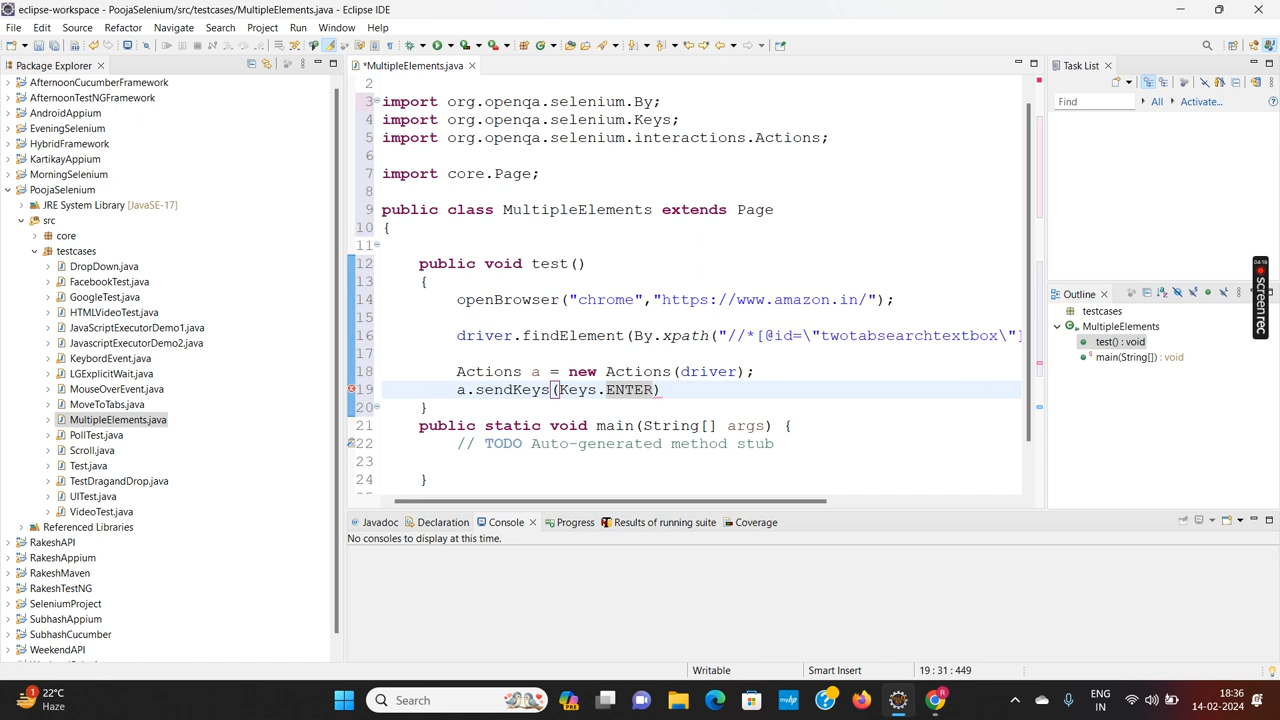 eclipse-workspace - PoojaSelenium/src/testcases/MultipleElements.java - Eclipse IDE
File Edit Source Refactor Navigate Search Project Run Window Help
Package Explorer
AfternoonCucumberFramework
AfternoonTestNGFramework
AndroidAppium
EveningSelenium
HybridFramework
KartikayAppium
MorningSelenium
PoojaSelenium
JRE System Library [JavaSE-17]
src
core
testcases
DropDown.java
FacebookTest.java
GoogleTest.java
HTMLVideoTest.java
JavaScriptExecutorDemo1.java
JavascriptExecutorDemo2.java
KeybordEvent.java
LGExplicitWait.java
MouseOverEvent.java
MoveToTabs.java
MultipleElements.java
PollTest.java
Scroll.java
Test.java
TestDragandDrop.java
UITest.java
VideoTest.java
Referenced Libraries
RakeshAPI
RakeshAppium
RakeshMaven
RakeshTestNG
SeleniumProject
SubhashAppium
SubhashCucumber
WeekendAPI
*MultipleElements.java
2
3 import org.openqa.selenium.By;
4 import org.openqa.selenium.Keys;
5 import org.openqa.selenium.interactions.Actions;
6
7 import core.Page;
8
9 public class MultipleElements extends Page
10 {
11
12 public void test()
13 {
14 openBrowser("chrome","https://www.amazon.in/");
15
16 driver.findElement(By.xpath("//*[@id=\"twotabsearchtextbox\"]
17
18 Actions a = new Actions(driver);
19 a.sendKeys(Keys.ENTER)
20 }
21 public static void main(String[] args) {
22 // TODO Auto-generated method stub
23
24 }
Javadoc Declaration Console Progress Results of running suite Coverage
No consoles to display at this time.
Task List
Find All Activate...
Outline
testcases
MultipleElements
test() : void
main(String[]) : void
04:19
screenrec
Writable Smart Insert 19 : 31 : 449
22°C
Haze
Search
PRE
ENG
IN
18:36
14-02-2024